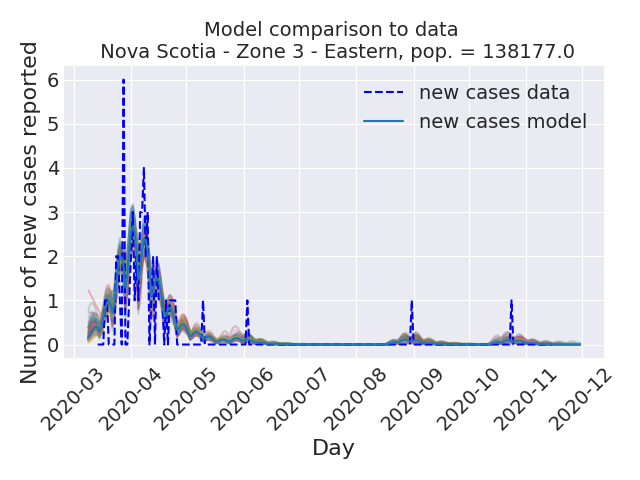 Model comparison to data
Nova Scotia - Zone 3 - Eastern, pop. = 138177.0
Number of new cases reported
6
5
4
3
2
1
0
new cases data
new cases model
2020-03
2020-04
2020-05
2020-06
2020-07
2020-08
2020-09
2020-10
2020-11
2020-12
Day